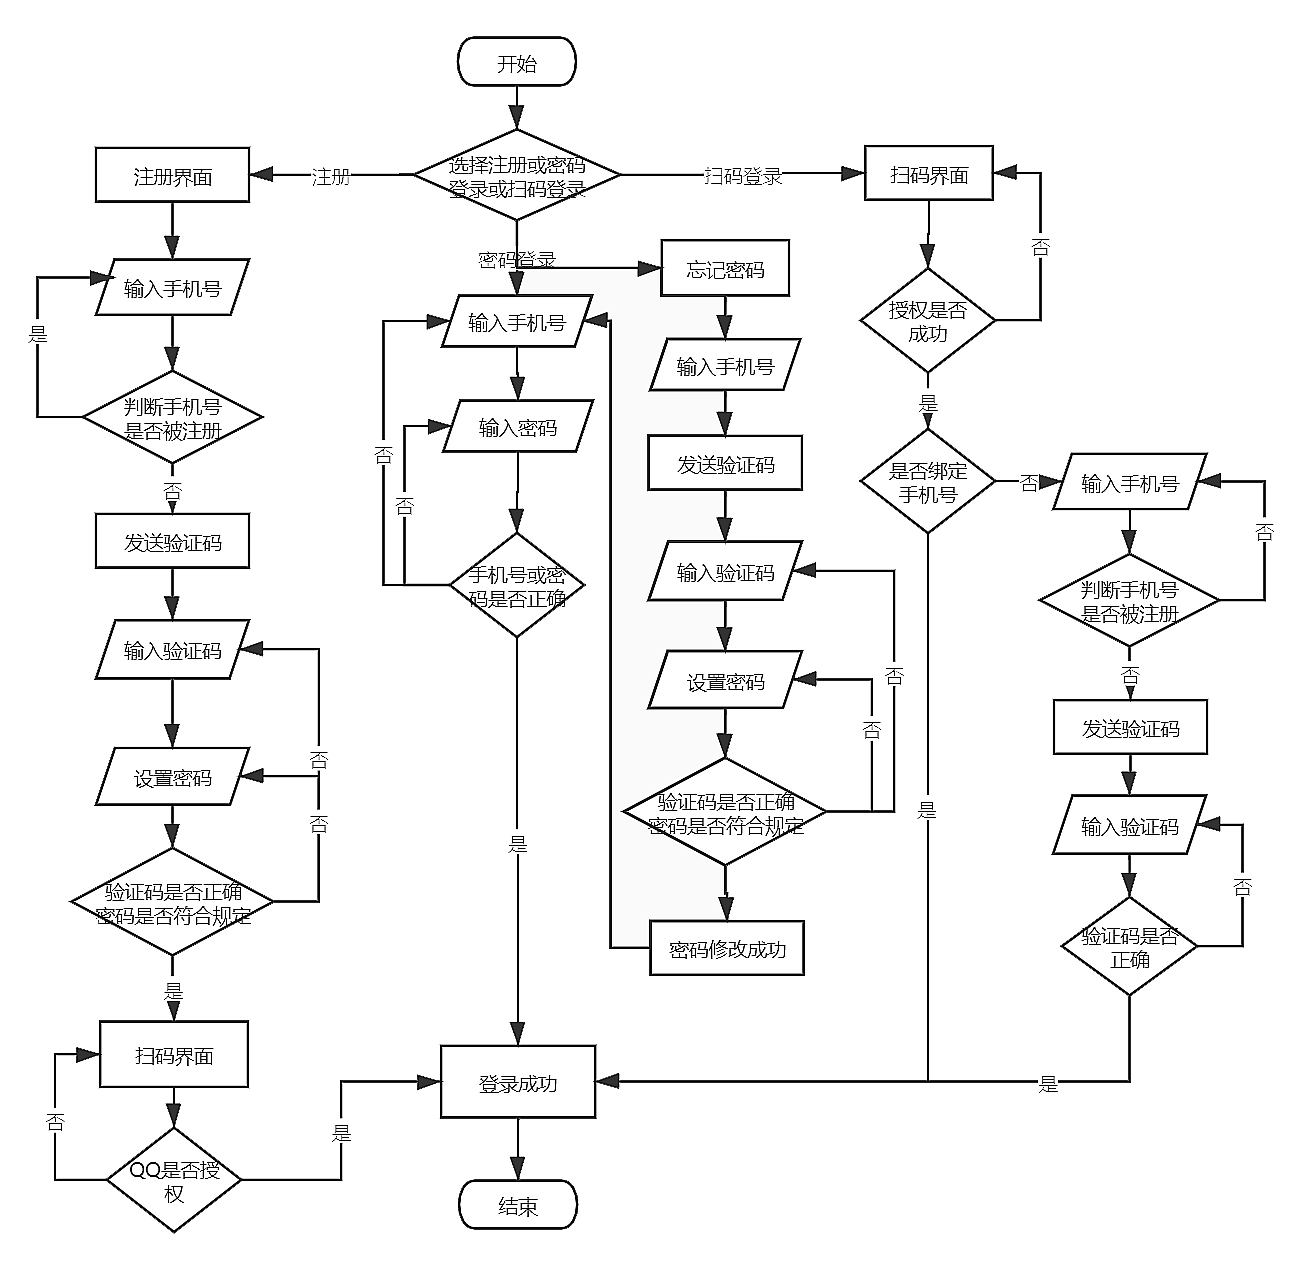 开始
选择注册或密码
登录或扫码登录
注册
扫码登录
密码登录
注册界面
输入手机号
是
判断手机号
是否被注册
否
发送验证码
输入验证码
否
设置密码
否
验证码是否正确
密码是否符合规定
是
扫码界面
否
QQ是否授
权
是
输入手机号
输入密码
否
否
手机号或密
码是否正确
是
登录成功
结束
忘记密码
输入手机号
发送验证码
输入验证码
设置密码
否
否
验证码是否正确
密码是否符合规定
密码修改成功
扫码界面
否
授权是否
成功
是
是否绑定
手机号
否
是
输入手机号
否
判断手机号
是否被注册
否
发送验证码
输入验证码
否
验证码是否
正确
是